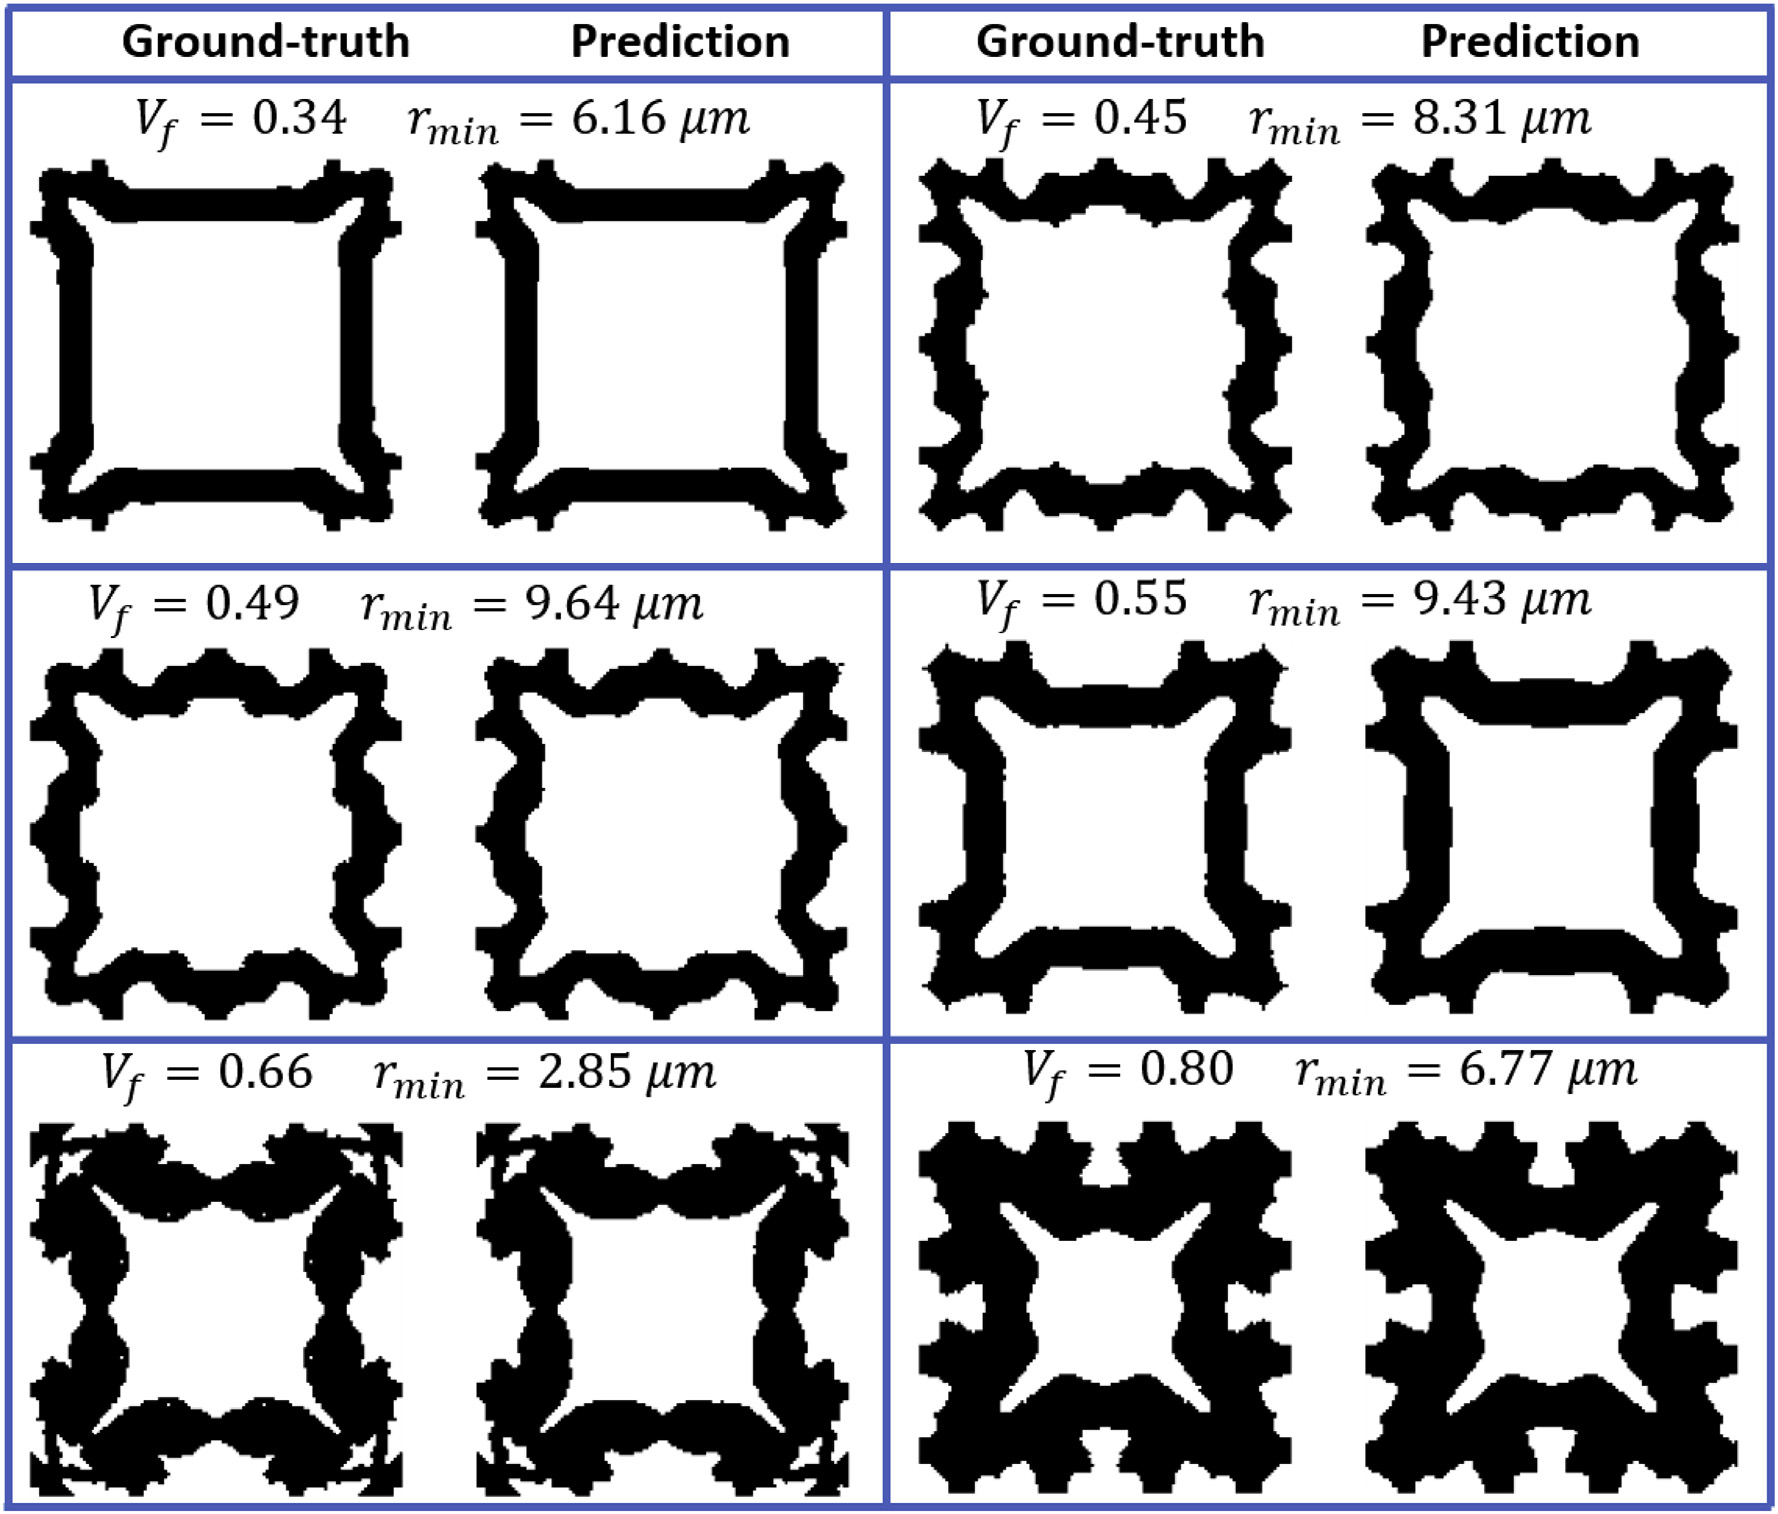 Ground-truth Prediction Ground-truth Prediction
V_f = 0.34 r_min = 6.16 μm V_f = 0.45 r_min = 8.31 μm
V_f = 0.49 r_min = 9.64 μm V_f = 0.55 r_min = 9.43 μm
V_f = 0.66 r_min = 2.85 μm V_f = 0.80 r_min = 6.77 μm